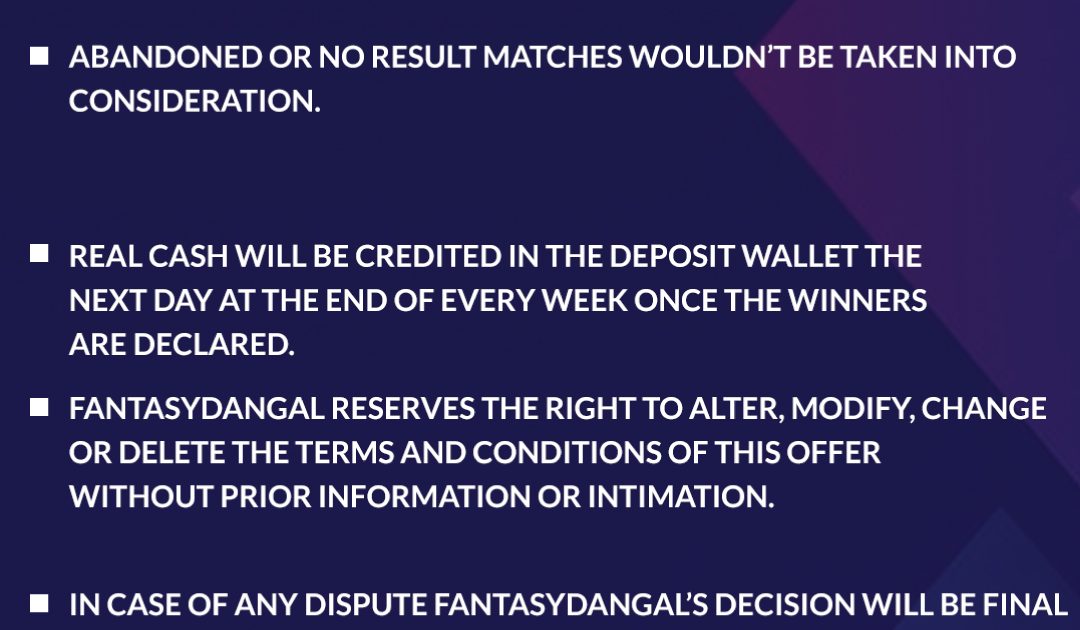 ABANDONED OR NO RESULT MATCHES WOULDN'T BE TAKEN INTO
CONSIDERATION.
REAL CASH WILL BE CREDITED IN THE DEPOSIT WALLET THE
NEXT DAY AT THE END OF EVERY WEEK ONCE THE WINNERS
ARE DECLARED.
FANTASYDANGAL RESERVES THE RIGHT TO ALTER, MODIFY, CHANGE
OR DELETE THE TERMS AND CONDITIONS OF THIS OFFER
WITHOUT PRIOR INFORMATION OR INTIMATION.
IN CASE OF ANY DISPUTE FANTASYDANGAL'S DECISION WILL BE FINAL